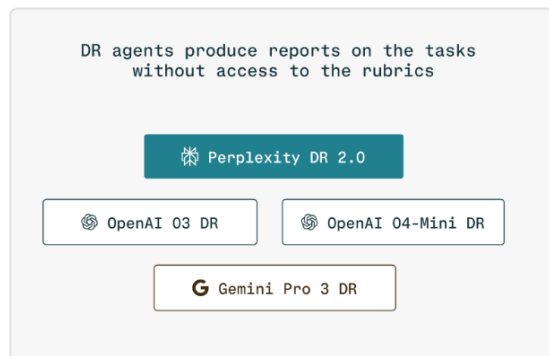 DR agents produce reports on the tasks
without access to the rubrics
Perplexity DR 2.0
OpenAI O3 DR
OpenAI O4-Mini DR
Gemini Pro 3 DR